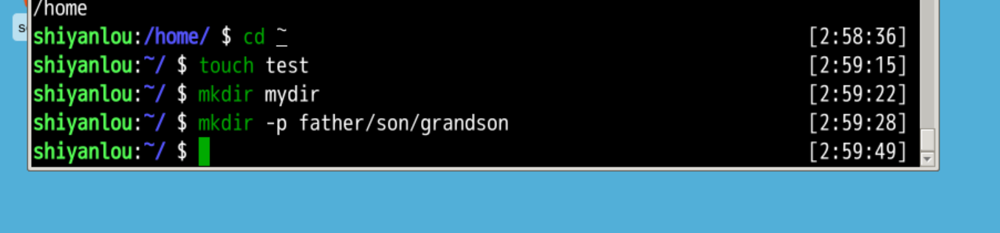 /home
shiyanlou:/home/ $ cd ~ [2:58:36]
shiyanlou:~/ $ touch test [2:59:15]
shiyanlou:~/ $ mkdir mydir [2:59:22]
shiyanlou:~/ $ mkdir -p father/son/grandson [2:59:28]
shiyanlou:~/ $ [2:59:49]